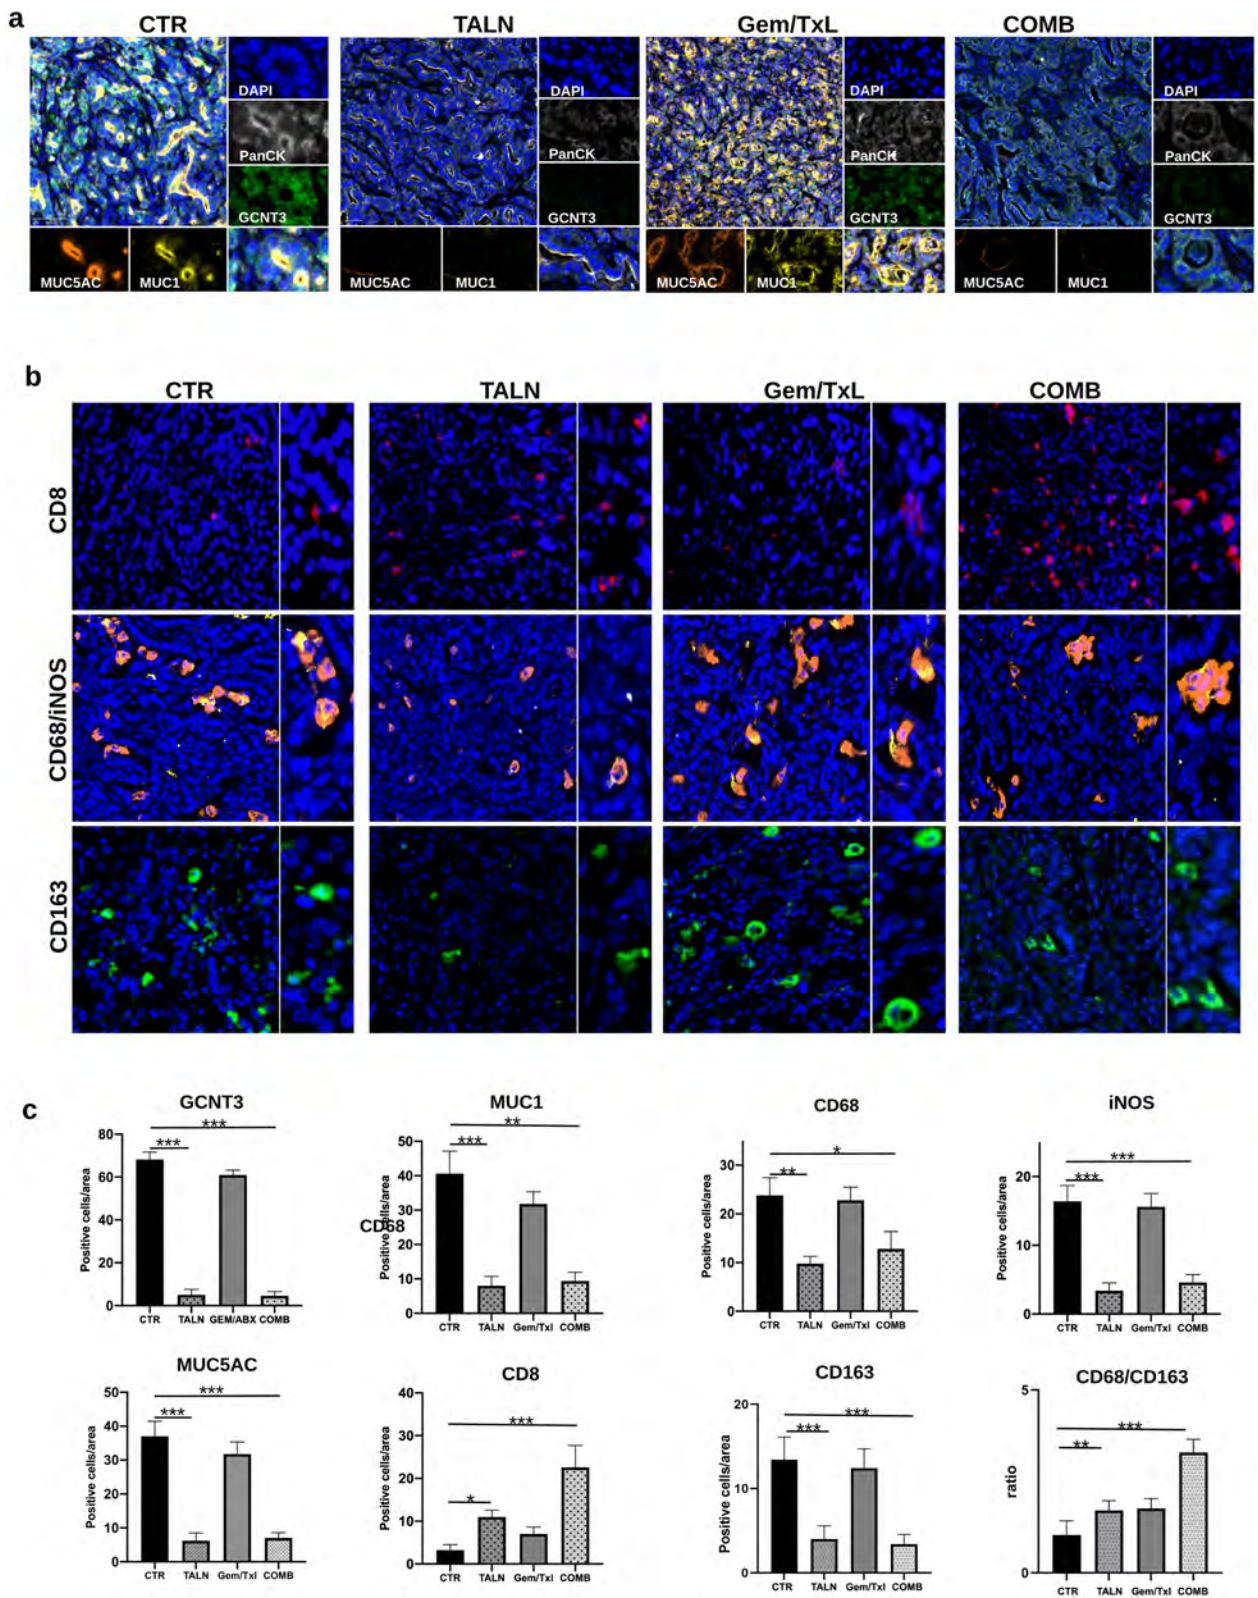 a
CTR TALN Gem/TxL COMB
DAPI DAPI DAPI DAPI
PanCK PanCK PanCK PanCK
GCNT3 GCNT3 GCNT3 GCNT3
MUC5AC MUC1 MUC5AC MUC1 MUC5AC MUC1 MUC5AC MUC1
b
CTR TALN Gem/TxL COMB
CD8
CD68/iNOS
CD163
c
GCNT3
***
***
Positive cells/area
80
60
40
20
0
CTR TALN GEM/ABX COMB
MUC1
**
***
Positive cells/area
CD68
50
40
30
20
10
0
CTR TALN Gem/Txl COMB
CD68
*
**
Positive cells/area
30
20
10
0
CTR TALN Gem/Txl COMB
iNOS
***
***
Positive cells/area
20
10
0
CTR TALN Gem/Txl COMB
MUC5AC
***
***
Positive cells/area
50
40
30
20
10
0
CTR TALN Gem/Txl COMB
CD8
***
*
Positive cells/area
40
30
20
10
0
CTR TALN Gem/Txl COMB
CD163
***
***
Positive cells/area
20
10
0
CTR TALN Gem/Txl COMB
CD68/CD163
***
**
ratio
5
0
CTR TALN Gem/Txl COMB